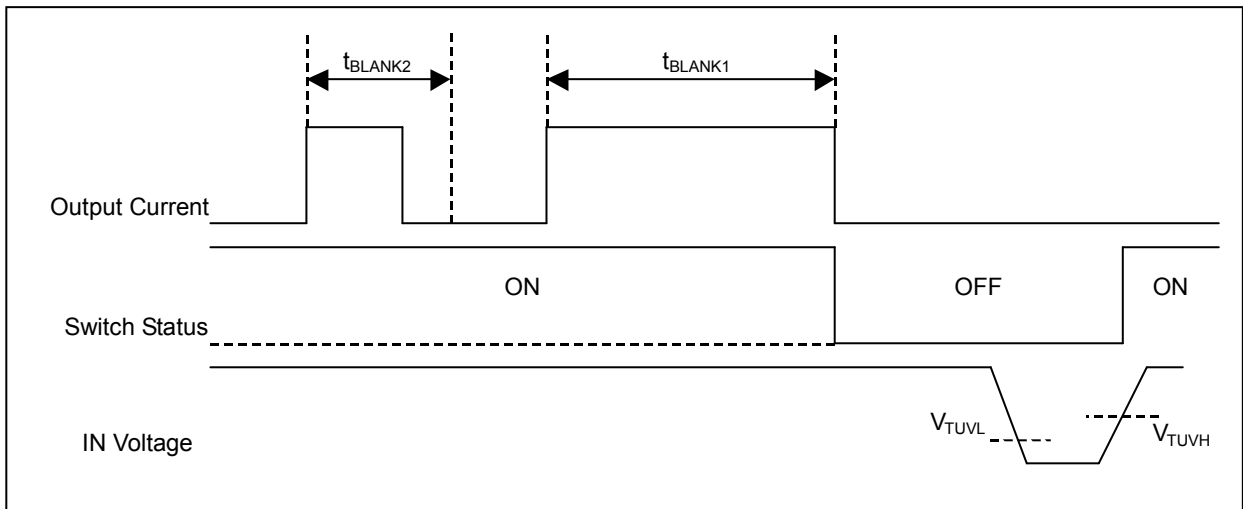 tBLANK2
tBLANK1
Output Current
ON
OFF
ON
Switch Status
VTUVL
VTUVH
IN Voltage